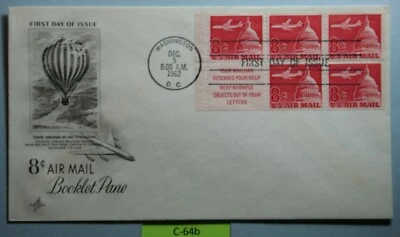 FIRST DAY OF ISSUE
8¢ AIR MAIL
Booklet Pane
WASHINGTON
DEC.
5
8:00 A.M.
1962
D. C.
FIRST DAY OF ISSUE
8¢
U.S. AIR MAIL
8¢
U.S. AIR MAIL
8¢
U.S. AIR MAIL
YOUR MAILMAN
DESERVES YOUR HELP
KEEP HARMFUL
OBJECTS OUT OF YOUR
LETTERS
8¢
U.S. AIR MAIL
8¢
U.S. AIR MAIL
C-64b